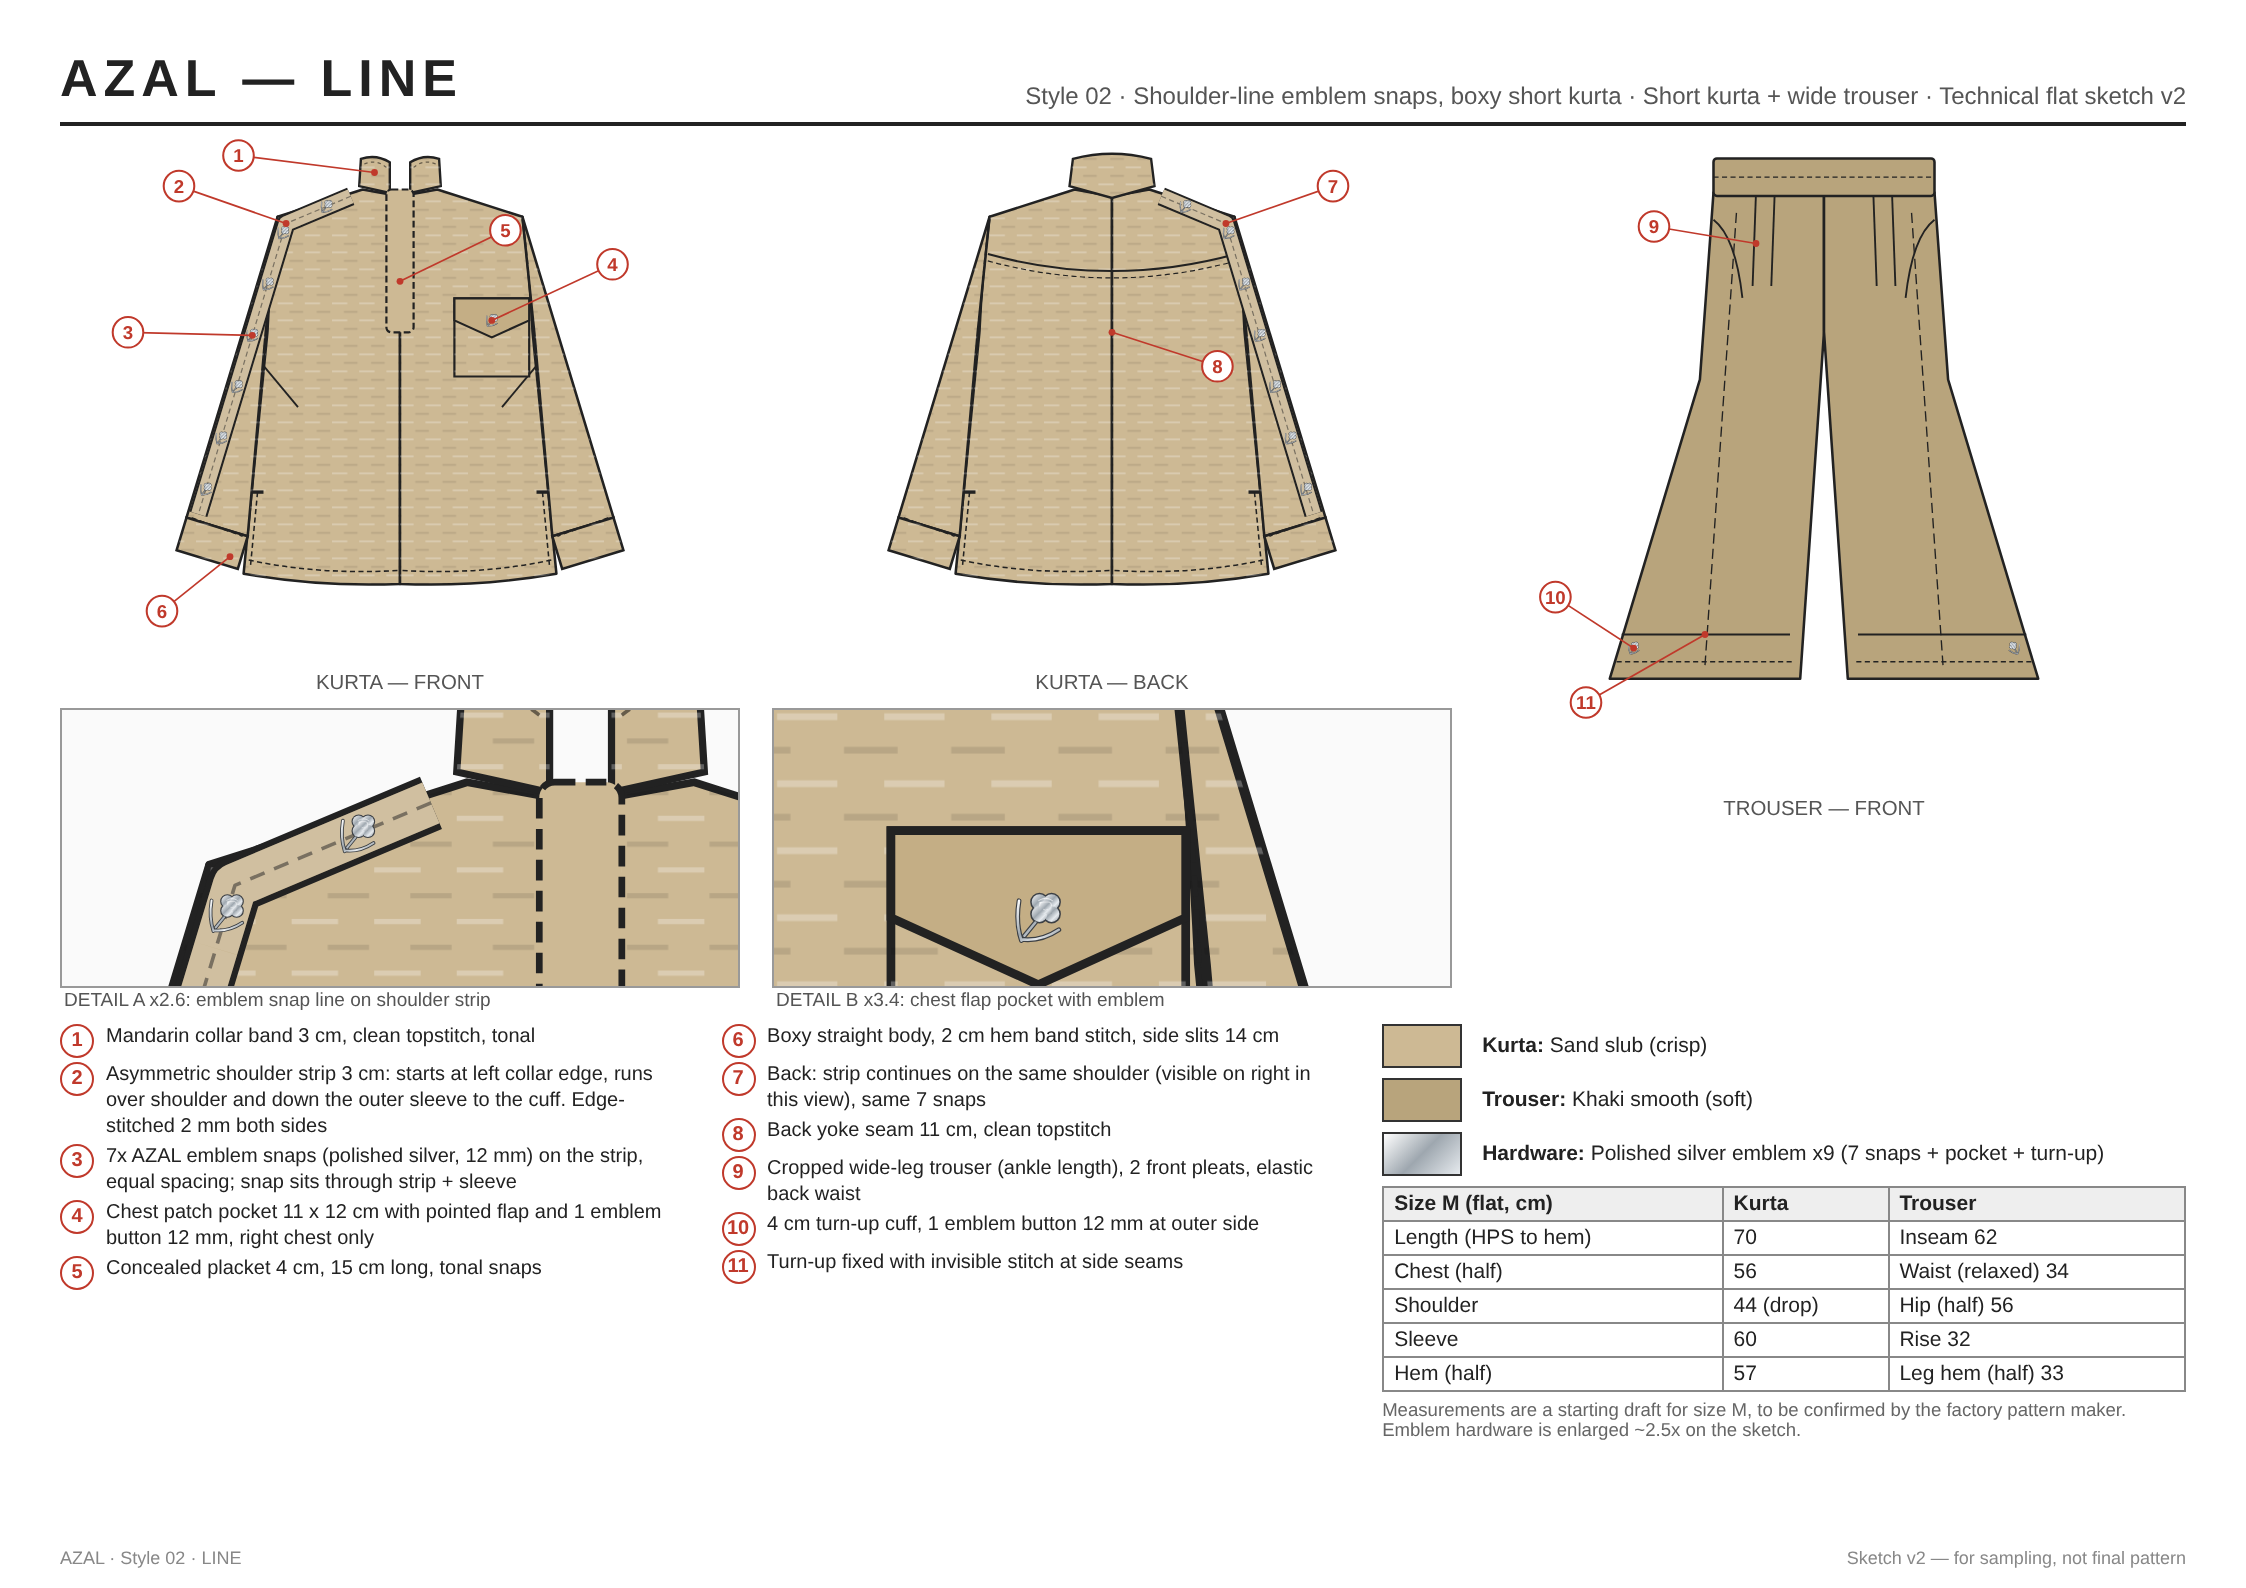 AZAL — LINE
Style 02 · Shoulder-line emblem snaps, boxy short kurta · Short kurta + wide trouser · Technical flat sketch v2
1
2
3
4
5
6
7
8
9
10
11
KURTA — FRONT
KURTA — BACK
TROUSER — FRONT
DETAIL A x2.6: emblem snap line on shoulder strip
DETAIL B x3.4: chest flap pocket with emblem
1 Mandarin collar band 3 cm, clean topstitch, tonal
2 Asymmetric shoulder strip 3 cm: starts at left collar edge, runs
over shoulder and down the outer sleeve to the cuff. Edge-
stitched 2 mm both sides
3 7x AZAL emblem snaps (polished silver, 12 mm) on the strip,
equal spacing; snap sits through strip + sleeve
4 Chest patch pocket 11 x 12 cm with pointed flap and 1 emblem
button 12 mm, right chest only
5 Concealed placket 4 cm, 15 cm long, tonal snaps
6 Boxy straight body, 2 cm hem band stitch, side slits 14 cm
7 Back: strip continues on the same shoulder (visible on right in
this view), same 7 snaps
8 Back yoke seam 11 cm, clean topstitch
9 Cropped wide-leg trouser (ankle length), 2 front pleats, elastic
back waist
10 4 cm turn-up cuff, 1 emblem button 12 mm at outer side
11 Turn-up fixed with invisible stitch at side seams
Kurta: Sand slub (crisp)
Trouser: Khaki smooth (soft)
Hardware: Polished silver emblem x9 (7 snaps + pocket + turn-up)
Size M (flat, cm) Kurta Trouser
Length (HPS to hem) 70 Inseam 62
Chest (half) 56 Waist (relaxed) 34
Shoulder 44 (drop) Hip (half) 56
Sleeve 60 Rise 32
Hem (half) 57 Leg hem (half) 33
Measurements are a starting draft for size M, to be confirmed by the factory pattern maker.
Emblem hardware is enlarged ~2.5x on the sketch.
AZAL · Style 02 · LINE
Sketch v2 — for sampling, not final pattern